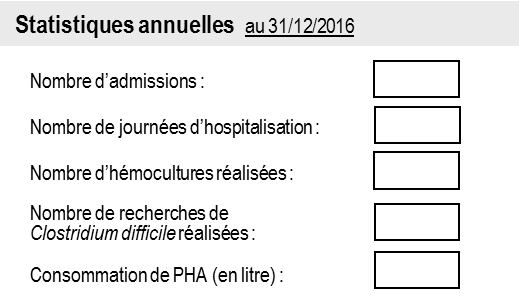 Statistiques annuelles au 31/12/2016
Nombre d’admissions :
Nombre de journées d’hospitalisation :
Nombre d’hémocultures réalisées :
Nombre de recherches de
Clostridium difficile réalisées :
Consommation de PHA (en litre) :